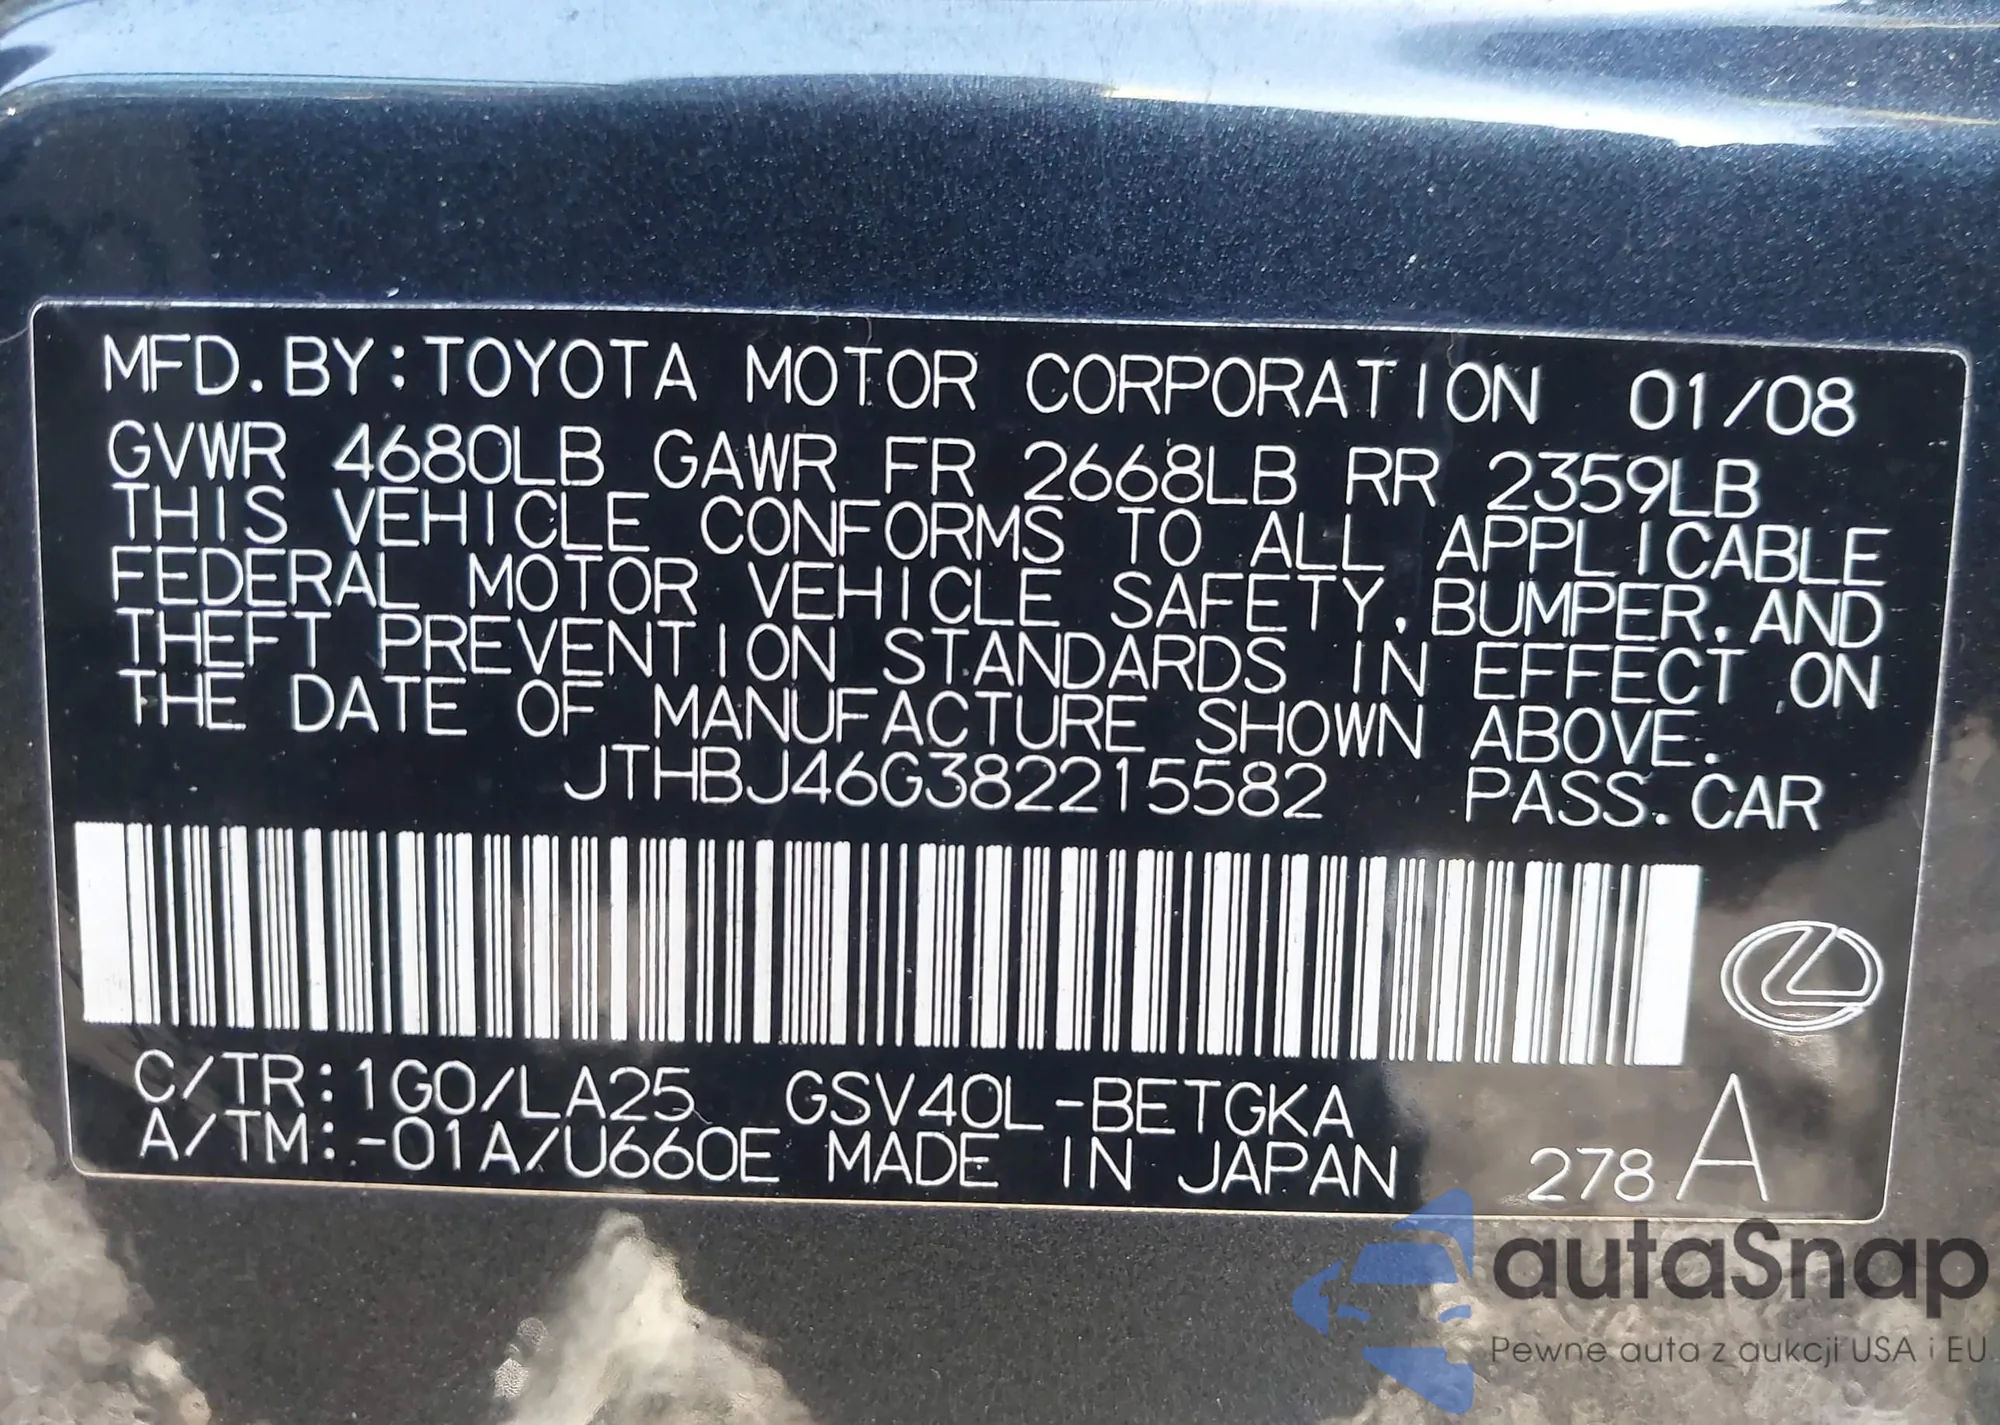 MFD. BY: TOYOTA MOTOR CORPORATION 01/08
GVWR 4680LB GAWR FR 2668LB RR 2359LB
THIS VEHICLE CONFORMS TO ALL APPLICABLE
FEDERAL MOTOR VEHICLE SAFETY, BUMPER, AND
THEFT PREVENTION STANDARDS IN EFFECT ON
THE DATE OF MANUFACTURE SHOWN ABOVE.
JTHBJ46G382215582 PASS. CAR
C/TR: 1G0/LA25 GSV40L-BETGKA
A/TM: -01A/U660E MADE IN JAPAN 278 A
autaSnap
Pewne auta z aukcji USA i EU